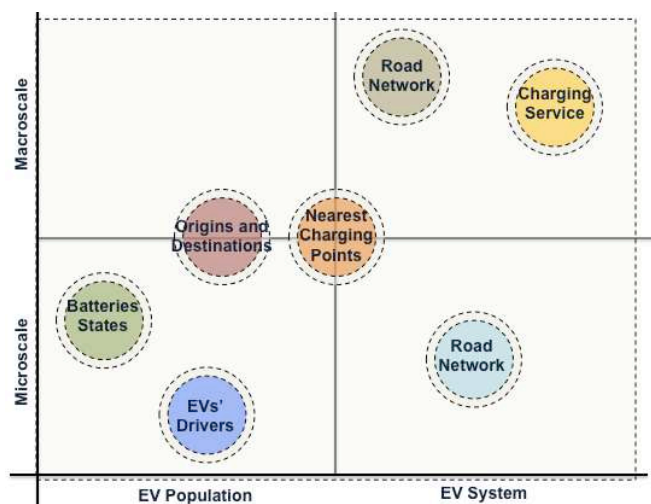 Macroscale
Microscale
Road
Network
Charging
Service
Origins and
Destinations
Nearest
Charging
Points
Batteries
States
Road
Network
EVs'
Drivers
EV Population
EV System